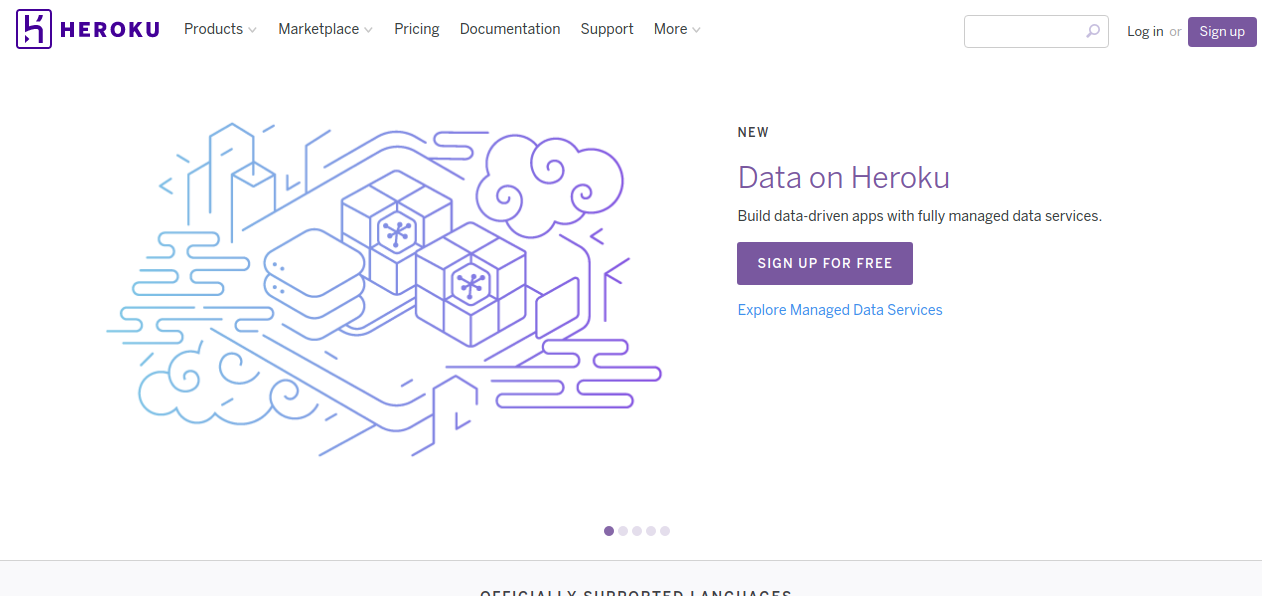 HEROKU Products Marketplace Pricing Documentation Support More Log in or Sign up
NEW
Data on Heroku
Build data-driven apps with fully managed data services.
SIGN UP FOR FREE
Explore Managed Data Services
OFFICIALLY SUPPORTED LANGUAGES